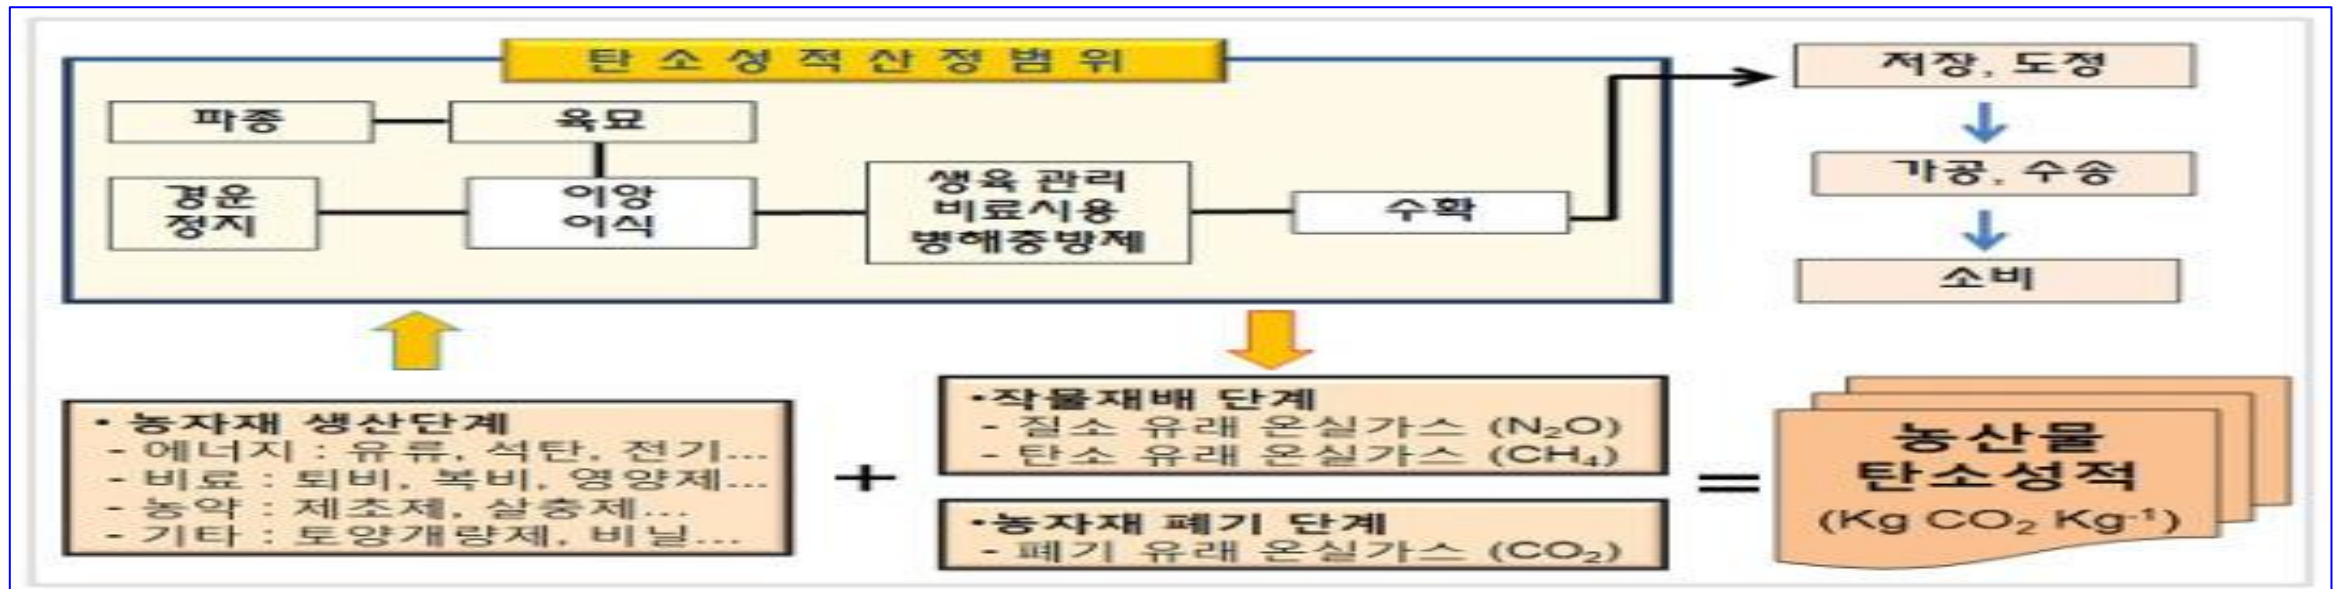 탄소성적산정범위
파종
육묘
경운
정지
이앙
이식
생육 관리
비료시용
병해충방제
수확
저장, 도정
가공, 수송
소비
• 농자재 생산단계
- 에너지 : 유류, 석탄, 전기...
- 비료 : 퇴비, 복비, 영양제...
- 농약 : 제초제, 살충제...
- 기타 : 토양개량제, 비닐...
+
•작물재배 단계
- 질소 유래 온실가스 (N₂O)
- 탄소 유래 온실가스 (CH₄)
•농자재 폐기 단계
- 폐기 유래 온실가스 (CO₂)
=
농산물
탄소성적
(Kg CO₂ Kg⁻¹)